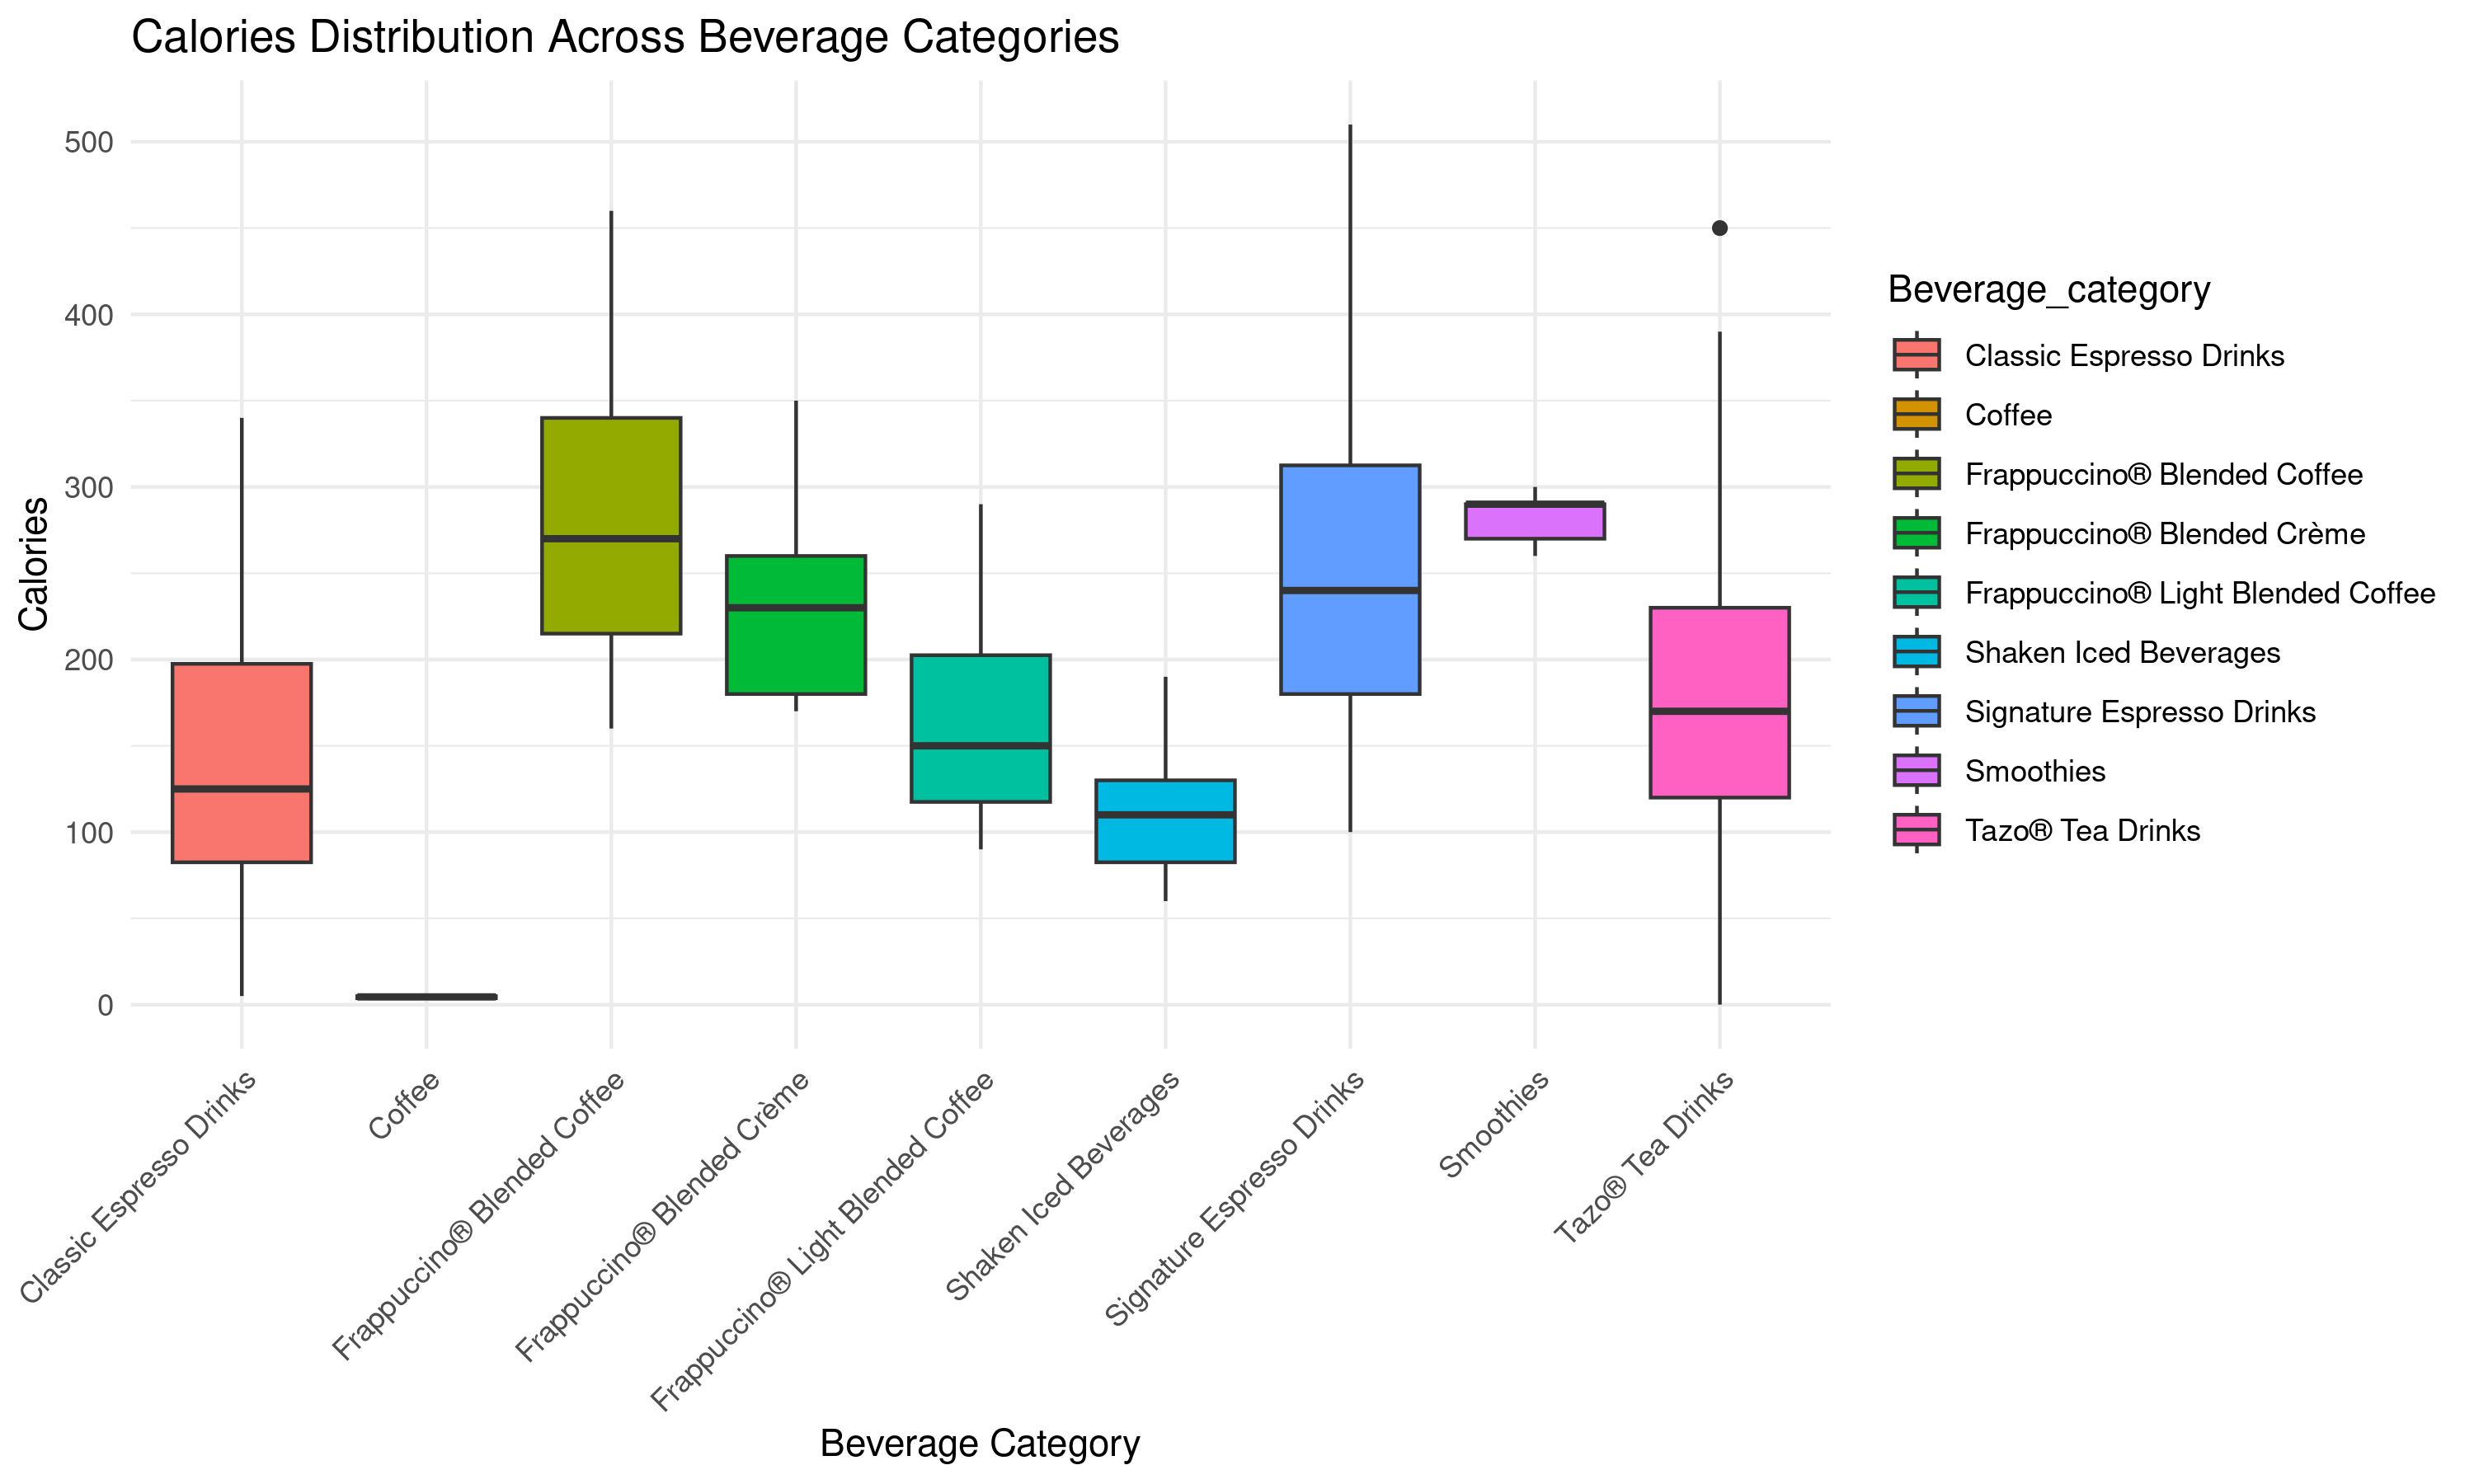 Calories Distribution Across Beverage Categories
Calories
500
400
300
200
100
0
Classic Espresso Drinks
Coffee
Frappuccino® Blended Coffee
Frappuccino® Blended Crème
Frappuccino® Light Blended Coffee
Shaken Iced Beverages
Signature Espresso Drinks
Smoothies
Tazo® Tea Drinks
Beverage Category
Beverage_category
Classic Espresso Drinks
Coffee
Frappuccino® Blended Coffee
Frappuccino® Blended Crème
Frappuccino® Light Blended Coffee
Shaken Iced Beverages
Signature Espresso Drinks
Smoothies
Tazo® Tea Drinks